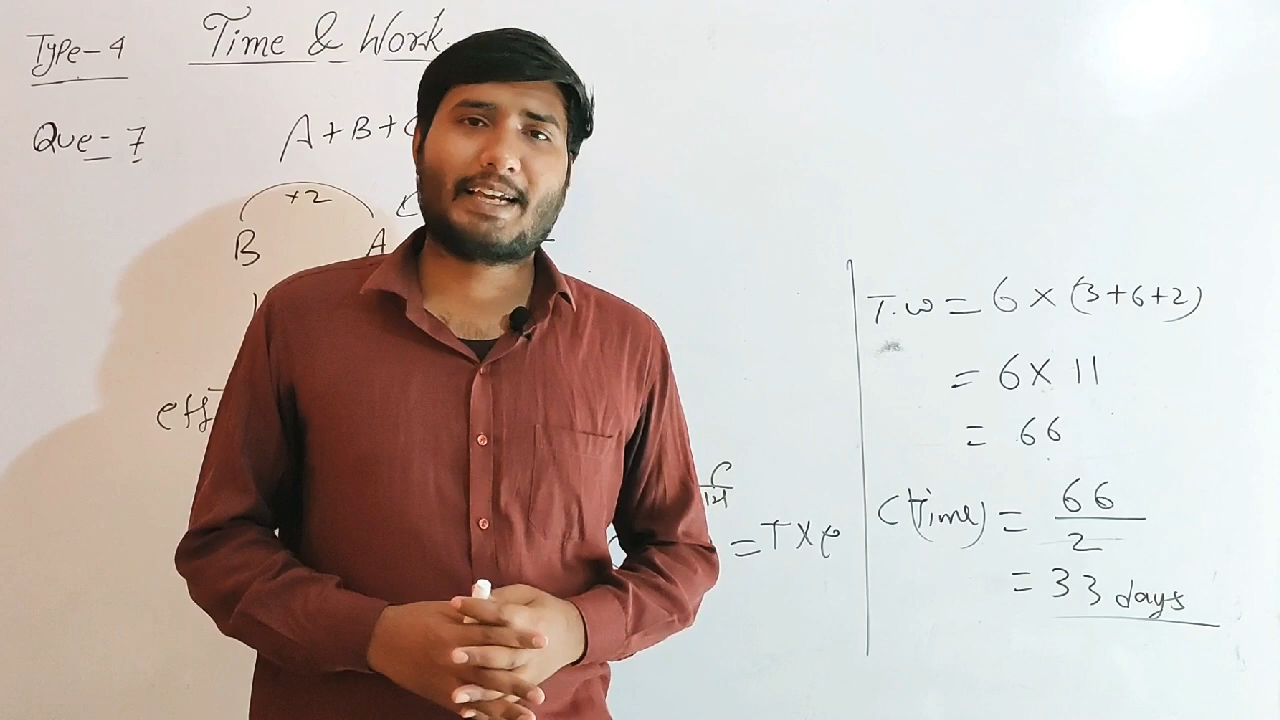 Type-4
Time & Work
Que-7
A+B+
+2
B A
eff
C
= T×e
T.W = 6×(3+6+2)
= 6×11
= 66
C(Time) = 66/2
= 33 days